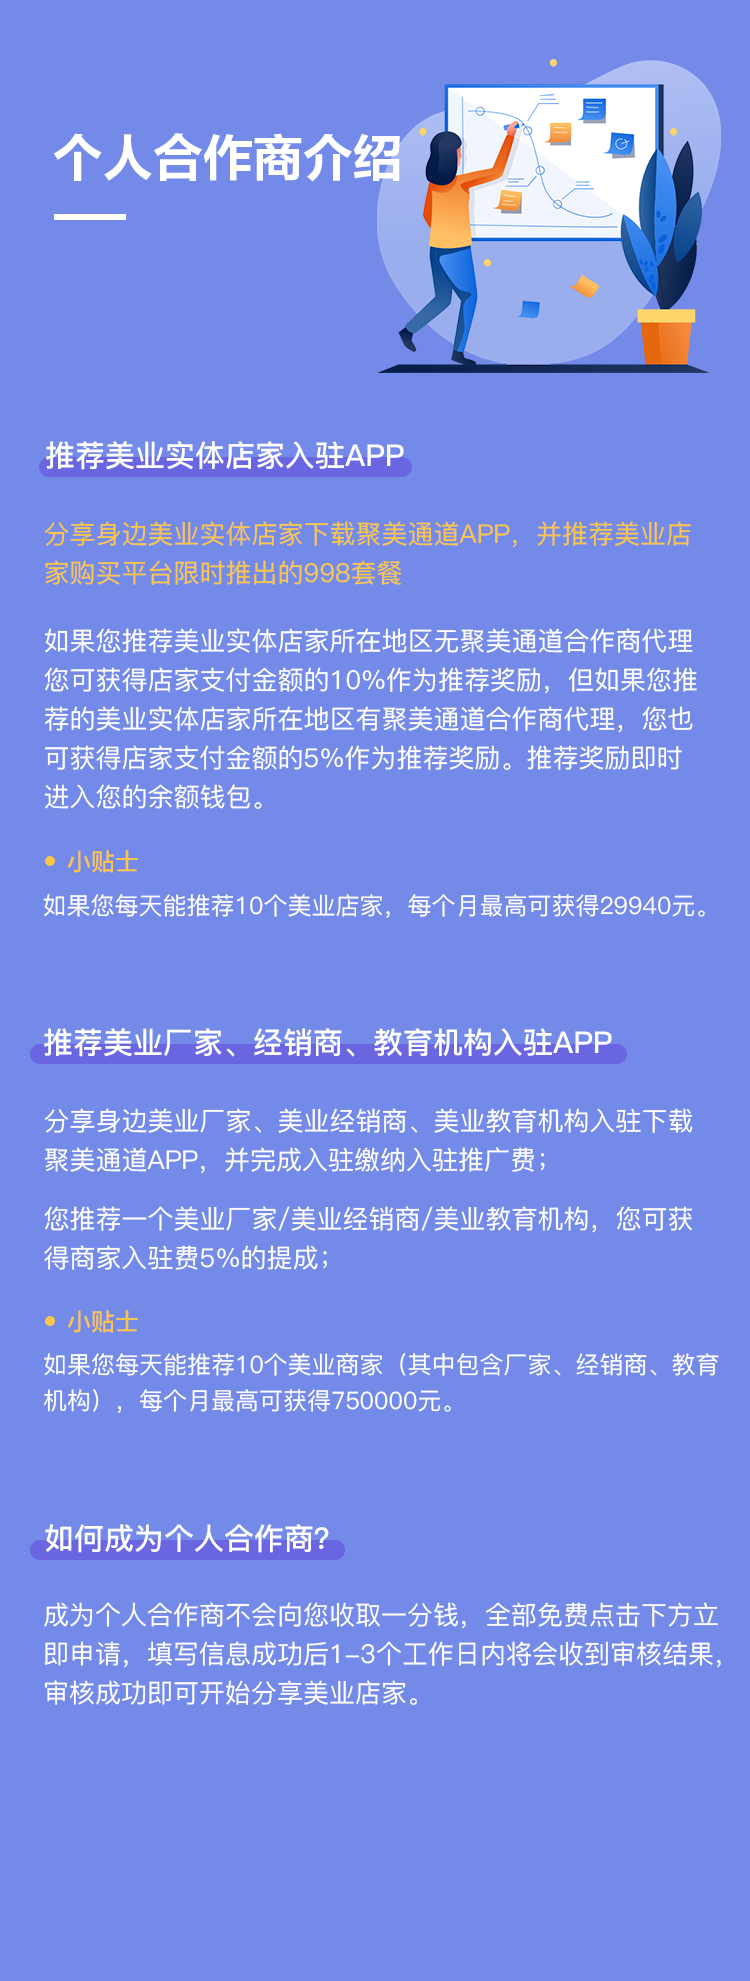 个人合作商介绍
推荐美业实体店家入驻APP
分享身边美业实体店家下载聚美通道APP，并推荐美业店
家购买平台限时推出的998套餐
如果您推荐美业实体店家所在地区无聚美通道合作商代理
您可获得店家支付金额的10%作为推荐奖励，但如果您推
荐的美业实体店家所在地区有聚美通道合作商代理，您也
可获得店家支付金额的5%作为推荐奖励。推荐奖励即时
进入您的余额钱包。
小贴士
如果您每天能推荐10个美业店家，每个月最高可获得29940元。
推荐美业厂家、经销商、教育机构入驻APP
分享身边美业厂家、美业经销商、美业教育机构入驻下载
聚美通道APP，并完成入驻缴纳入驻推广费；
您推荐一个美业厂家/美业经销商/美业教育机构，您可获
得商家入驻费5%的提成；
小贴士
如果您每天能推荐10个美业商家（其中包含厂家、经销商、教育
机构），每个月最高可获得750000元。
如何成为个人合作商?
成为个人合作商不会向您收取一分钱，全部免费点击下方立
即申请，填写信息成功后1-3个工作日内将会收到审核结果，
审核成功即可开始分享美业店家。